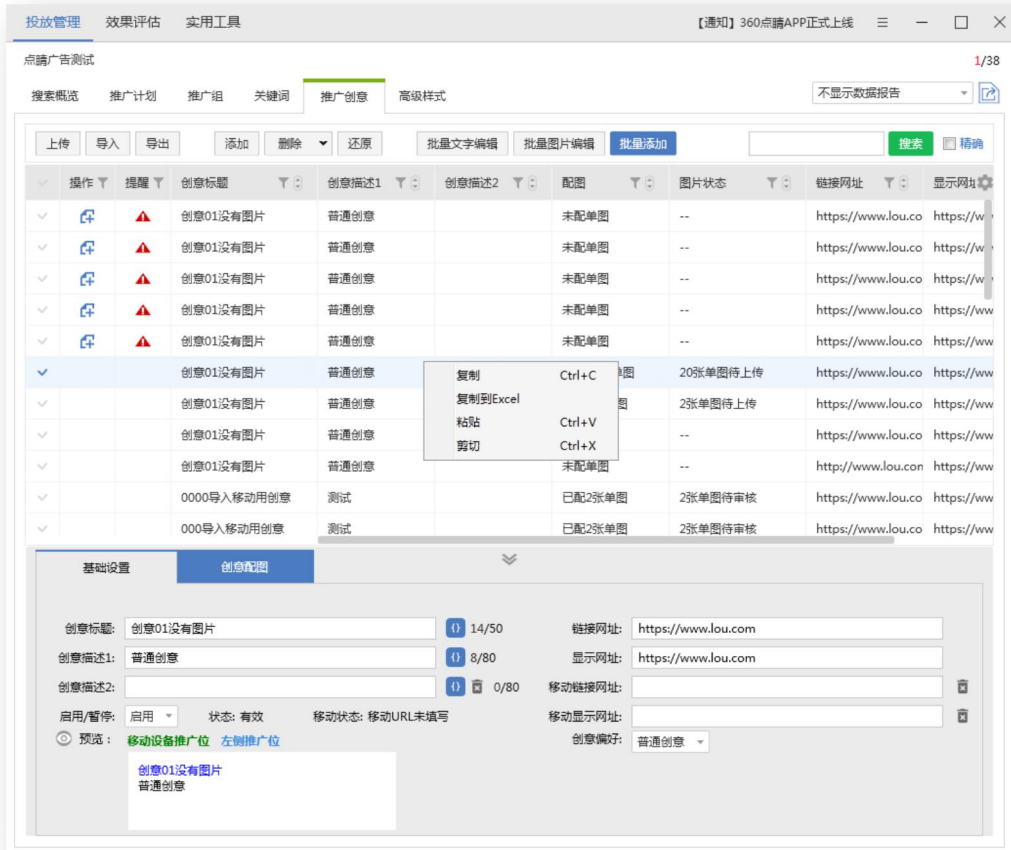 投放管理 效果评估 实用工具 【通知】360点睛APP正式上线
点睛广告测试 1/38
搜索概览 推广计划 推广组 关键词 推广创意 高级样式 不显示数据报告
上传 导入 导出 添加 删除 还原 批量文字编辑 批量图片编辑 批量添加 搜索 精确
操作 提醒 创意标题 创意描述1 创意描述2 配图 图片状态 链接网址 显示网址
创意01没有图片 普通创意 未配单图 -- https://www.lou.co https://w
创意01没有图片 普通创意 未配单图 -- https://www.lou.co https://w
创意01没有图片 普通创意 未配单图 -- https://www.lou.co https://w
创意01没有图片 普通创意 未配单图 -- https://www.lou.co https://ww
创意01没有图片 普通创意 未配单图 -- https://www.lou.co https://ww
创意01没有图片 普通创意 单图 20张单图待上传 https://www.lou.co https://ww
创意01没有图片 普通创意 图 2张单图待上传 https://www.lou.co https://ww
创意01没有图片 普通创意 -- https://www.lou.co https://ww
创意01没有图片 普通创意 未配单图 -- http://www.lou.con https://ww
0000导入移动用创意 测试 已配2张单图 2张单图待审核 https://www.lou.co https://ww
000导入移动用创意 测试 已配2张单图 2张单图待审核 https://www.lou.co https://ww
复制 Ctrl+C
复制到Excel
粘贴 Ctrl+V
剪切 Ctrl+X
基础设置 创意配图
创意标题: 创意01没有图片 {} 14/50 链接网址: https://www.lou.com
创意描述1: 普通创意 {} 8/80 显示网址: https://www.lou.com
创意描述2: {} 0/80 移动链接网址:
启用/暂停: 启用 状态: 有效 移动状态: 移动URL未填写 移动显示网址:
预览： 移动设备推广位 左侧推广位 创意偏好: 普通创意
创意01没有图片
普通创意